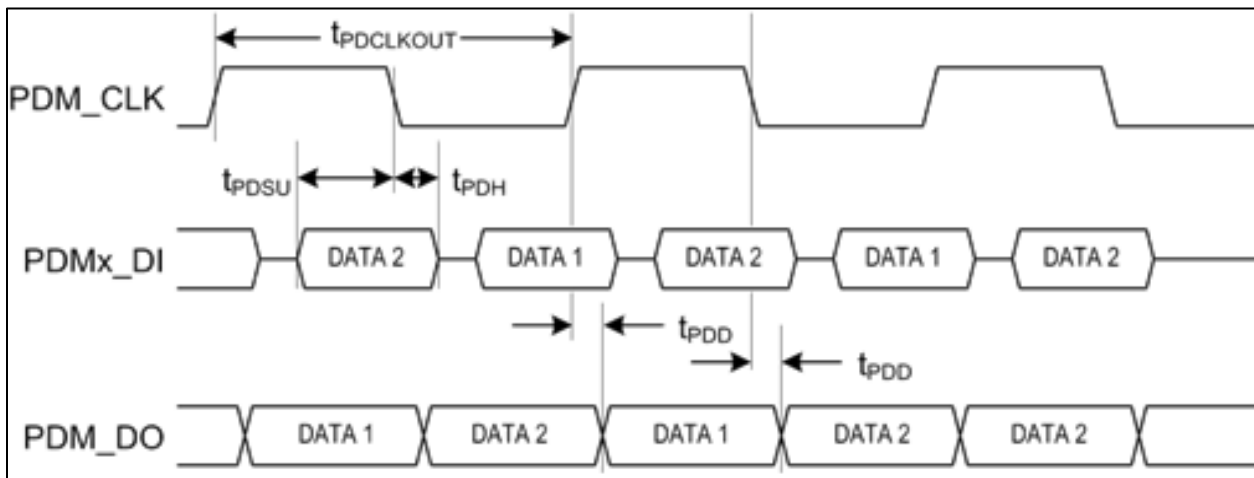 tPDCLKOUT
PDM_CLK
tPDSU tPDH
PDMx_DI DATA 2 DATA 1 DATA 2 DATA 1 DATA 2
tPDD
tPDD
PDM_DO DATA 1 DATA 2 DATA 1 DATA 2 DATA 2